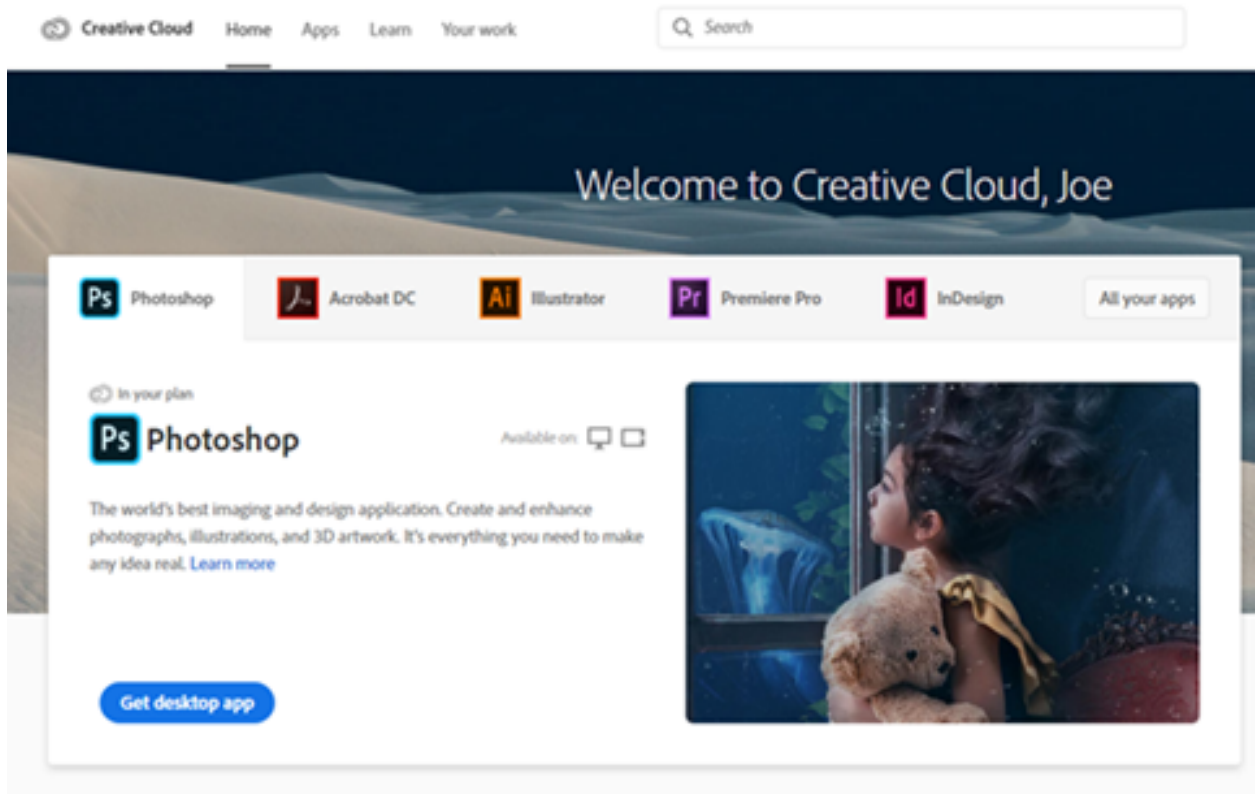 Creative Cloud Home Apps Learn Your work Search
Welcome to Creative Cloud, Joe
Ps Photoshop Acrobat DC Ai Illustrator Pr Premiere Pro Id InDesign All your apps
In your plan
Ps Photoshop Available on:
The world's best imaging and design application. Create and enhance
photographs, illustrations, and 3D artwork. It's everything you need to make
any idea real. Learn more
Get desktop app